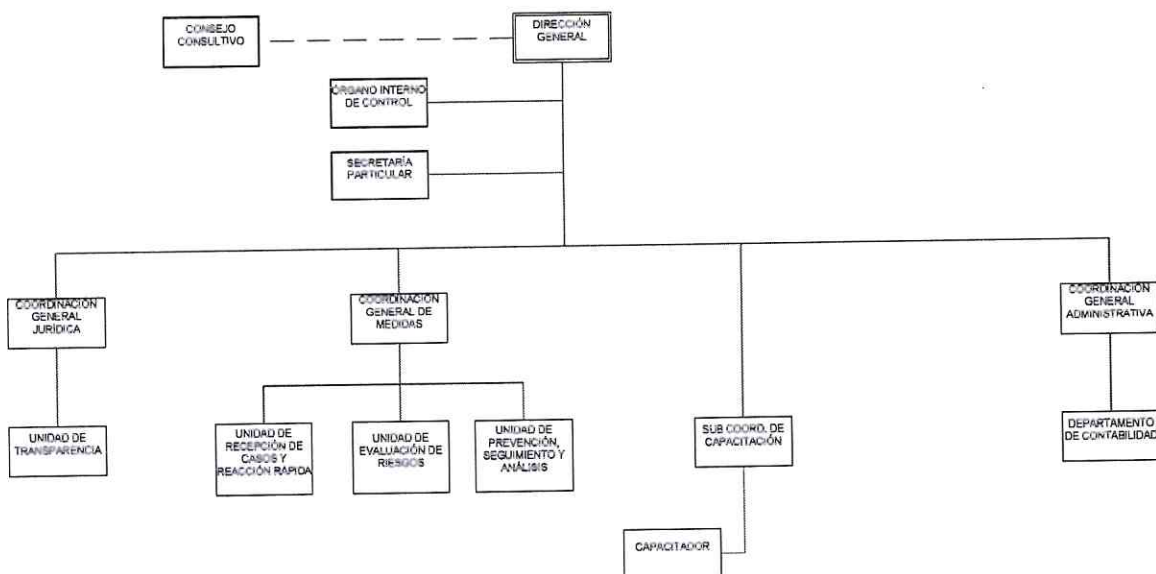 CONSEJO
CONSULTIVO
DIRECCIÓN
GENERAL
ÓRGANO INTERNO
DE CONTROL
SECRETARÍA
PARTICULAR
COORDINACIÓN
GENERAL
JURÍDICA
COORDINACIÓN
GENERAL DE
MEDIDAS
COORDINACIÓN
GENERAL
ADMINISTRATIVA
UNIDAD DE
TRANSPARENCIA
UNIDAD DE
RECEPCIÓN DE
CASOS Y
REACCIÓN RÁPIDA
UNIDAD DE
EVALUACIÓN DE
RIESGOS
UNIDAD DE
PREVENCIÓN,
SEGUIMIENTO Y
ANÁLISIS
SUB COORD. DE
CAPACITACIÓN
DEPARTAMENTO
DE CONTABILIDAD
CAPACITADOR